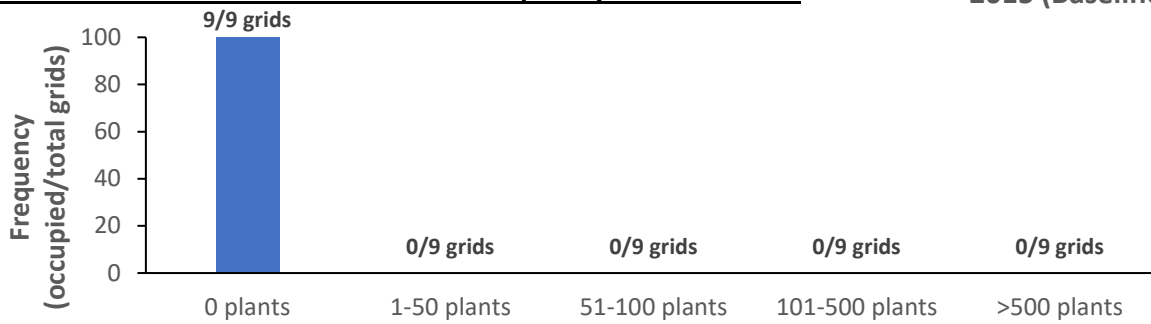 9/9 grids
100
80
60
40
20
0
Frequency
(occupied/total grids)
0/9 grids 0/9 grids 0/9 grids 0/9 grids
0 plants 1-50 plants 51-100 plants 101-500 plants >500 plants